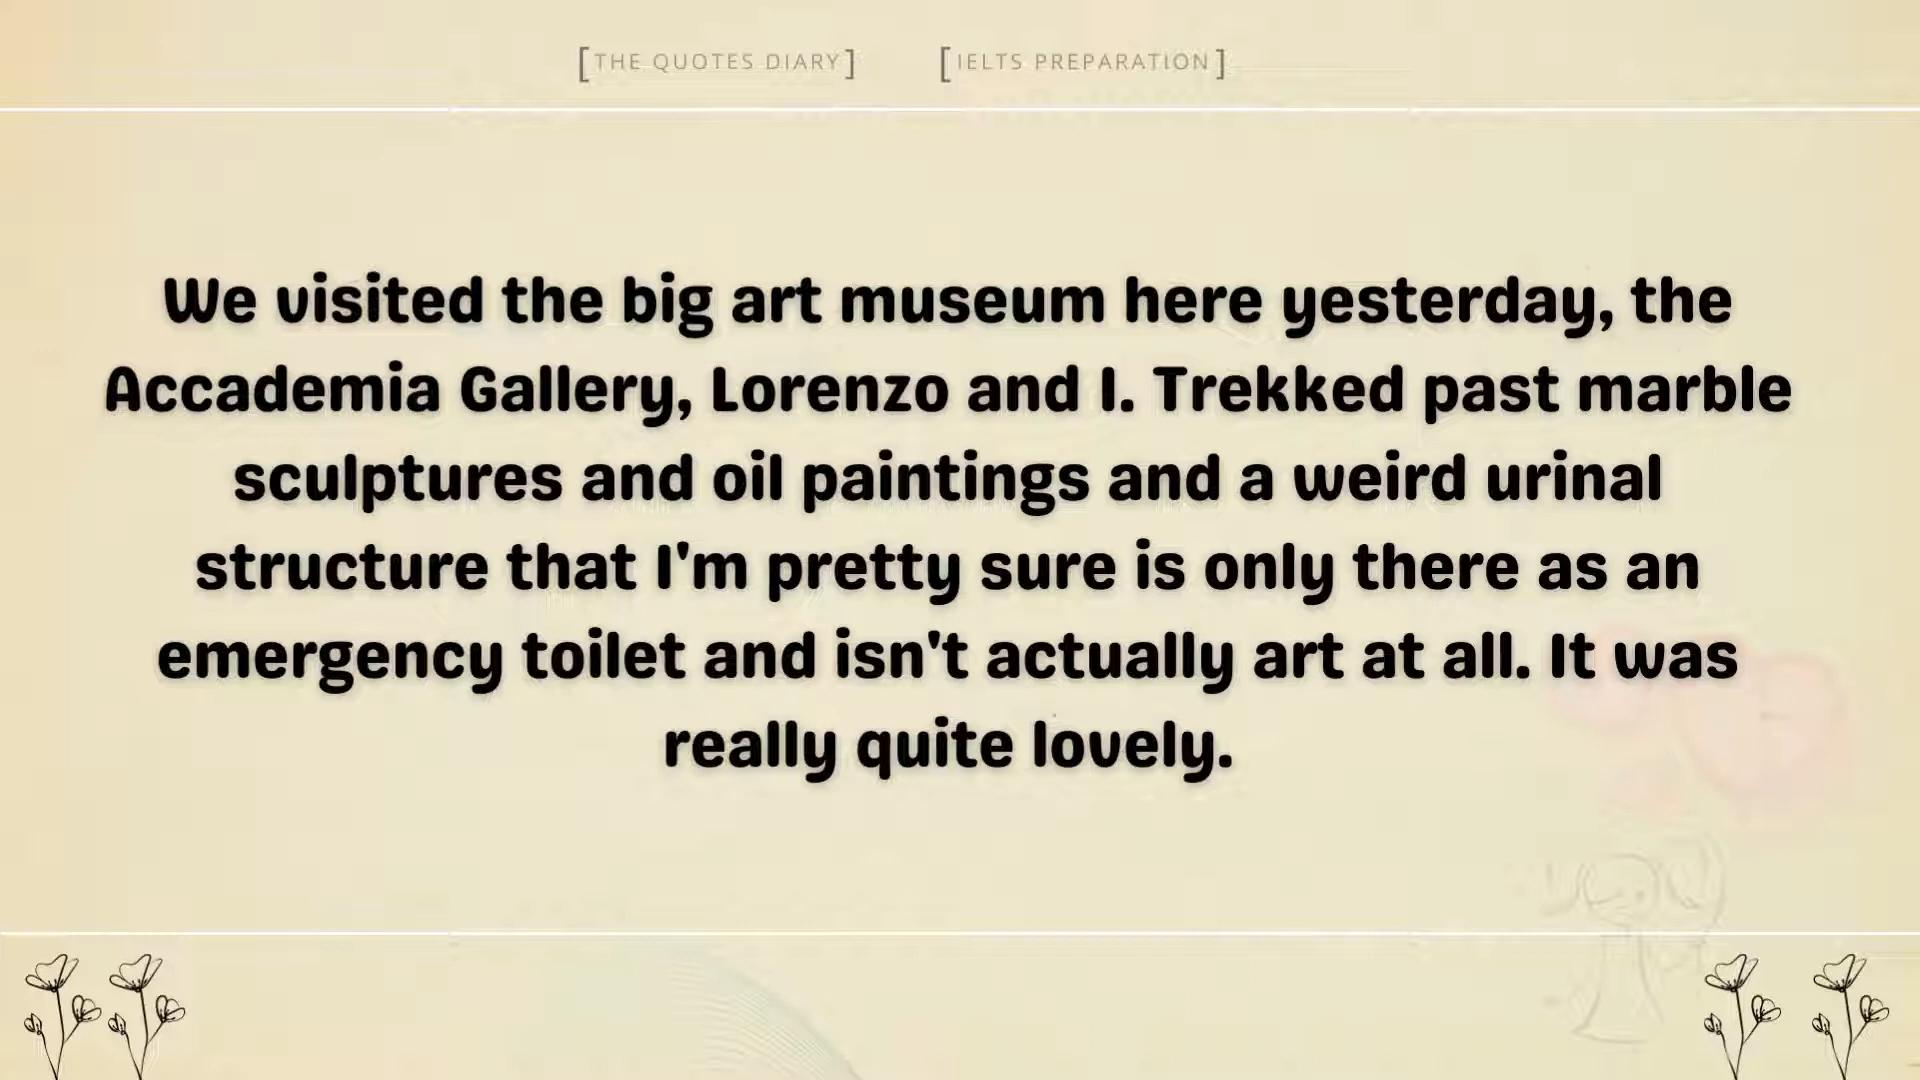 [THE QUOTES DIARY] [IELTS PREPARATION]
We visited the big art museum here yesterday, the
Accademia Gallery, Lorenzo and I. Trekked past marble
sculptures and oil paintings and a weird urinal
structure that I'm pretty sure is only there as an
emergency toilet and isn't actually art at all. It was
really quite lovely.